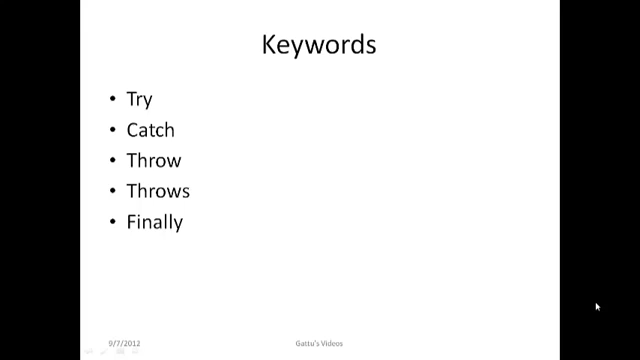 Keywords
• Try
• Catch
• Throw
• Throws
• Finally
9/7/2012
Gattu's Videos